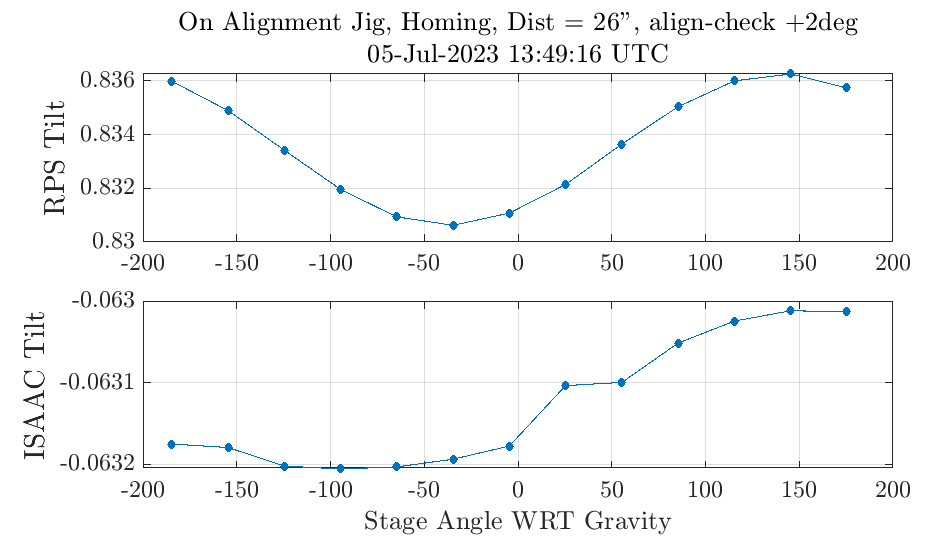 On Alignment Jig, Homing, Dist = 26", align-check +2deg
05-Jul-2023 13:49:16 UTC
RPS Tilt
0.836
0.834
0.832
0.83
-200 -150 -100 -50 0 50 100 150 200
ISAAC Tilt
-0.063
-0.0631
-0.0632
-200 -150 -100 -50 0 50 100 150 200
Stage Angle WRT Gravity